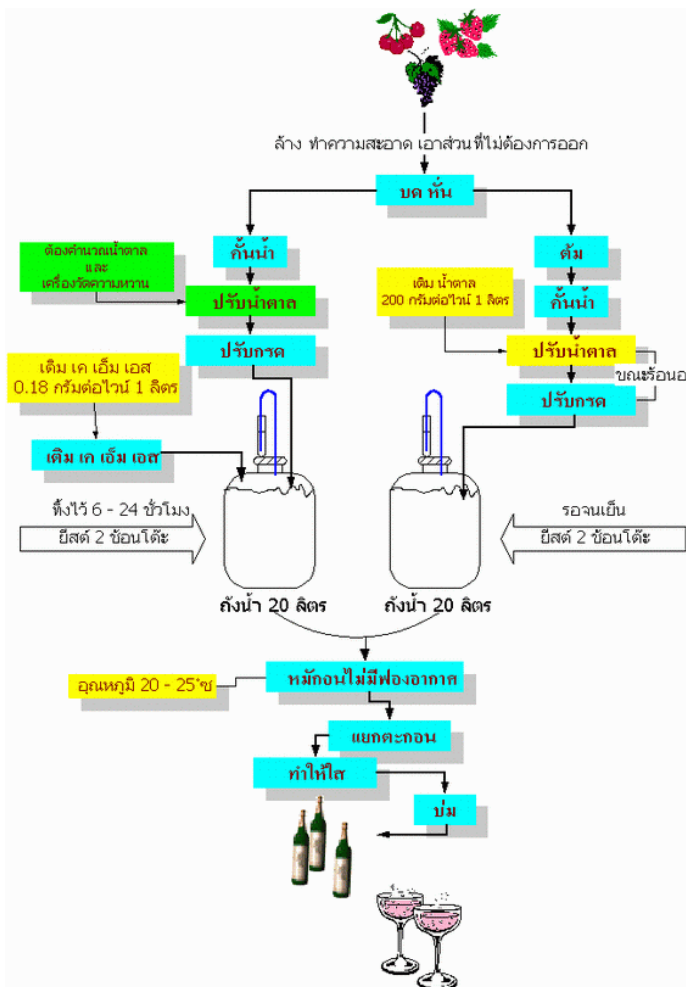 ล้าง ทำความสะอาด เอาส่วนที่ไม่ต้องการออก
บด หั่น
คั้นน้ำ
ต้ม
ต้องคำนวณน้ำตาล
และ
เครื่องวัดความหวาน
เติม น้ำตาล
200 กรัมต่อไวน์ 1 ลิตร
คั้นน้ำ
ปรับน้ำตาล
ปรับน้ำตาล
ปรับกรด
ขณะร้อนอ
ปรับกรด
เติม เค เอ็ม เอส
0.18 กรัมต่อไวน์ 1 ลิตร
เติม เค เอ็ม เอส
ทิ้งไว้ 6 - 24 ชั่วโมง
ยีสต์ 2 ช้อนโต๊ะ
รอจนเย็น
ยีสต์ 2 ช้อนโต๊ะ
ถังน้ำ 20 ลิตร
ถังน้ำ 20 ลิตร
อุณหภูมิ 20 - 25°ซ
หมักจนไม่มีฟองอากาศ
แยกตะกอน
ทำให้ใส
บ่ม